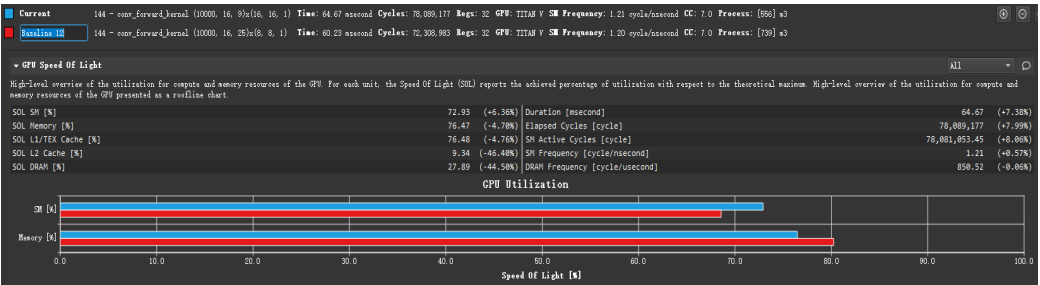 Current 144 - conv_forward_kernel (10000, 16, 9)x(16, 16, 1) Time: 64.67 msecond Cycles: 78,089,177 Regs: 32 GPU: TITAN V SM Frequency: 1.21 cycle/nsecond CC: 7.0 Process: [556] m3
Baseline 12 144 - conv_forward_kernel (10000, 16, 25)x(8, 8, 1) Time: 60.23 msecond Cycles: 72,308,983 Regs: 32 GPU: TITAN V SM Frequency: 1.20 cycle/nsecond CC: 7.0 Process: [739] m3
GPU Speed Of Light All
High-level overview of the utilization for compute and memory resources of the GPU. For each unit, the Speed Of Light (SOL) reports the achieved percentage of utilization with respect to the theoretical maximum. High-level overview of the utilization for compute and
memory resources of the GPU presented as a roofline chart.
SOL SM [%] 72.93 (+6.36%) Duration [msecond] 64.67 (+7.38%)
SOL Memory [%] 76.47 (-4.70%) Elapsed Cycles [cycle] 78,089,177 (+7.99%)
SOL L1/TEX Cache [%] 76.48 (-4.76%) SM Active Cycles [cycle] 78,081,053.45 (+8.06%)
SOL L2 Cache [%] 9.34 (-46.40%) SM Frequency [cycle/nsecond] 1.21 (+0.57%)
SOL DRAM [%] 27.89 (-44.50%) DRAM Frequency [cycle/usecond] 850.52 (-0.06%)
GPU Utilization
SM [%]
Memory [%]
0.0 10.0 20.0 30.0 40.0 50.0 60.0 70.0 80.0 90.0 100.0
Speed Of Light [%]